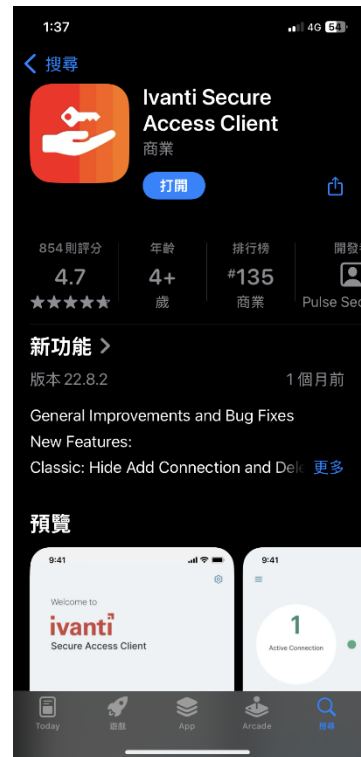 1:37
4G 54
搜尋
Ivanti Secure
Access Client
商業
打開
854 則評分
年齡
排行榜
開發
4.7
4+
#135
歲
商業
Pulse Sec
新功能
版本 22.8.2
1 個月前
General Improvements and Bug Fixes
New Features:
Classic: Hide Add Connection and Del
更多
預覽
9:41
Welcome to
ivanti
Secure Access Client
9:41
1
Active Connection
Today
遊戲
App
Arcade
搜尋